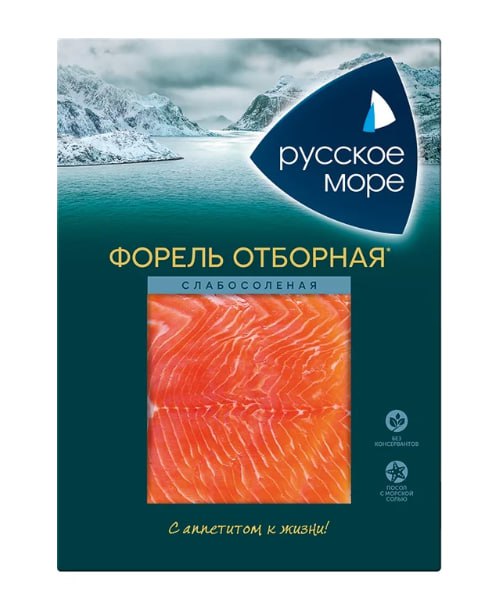 русское
море
ФОРЕЛЬ ОТБОРНАЯ*
СЛАБОСОЛЕНАЯ
БЕЗ
КОНСЕРВАНТОВ
ПОСОЛ
С МОРСКОЙ
СОЛЬЮ
С аппетитом к жизни!